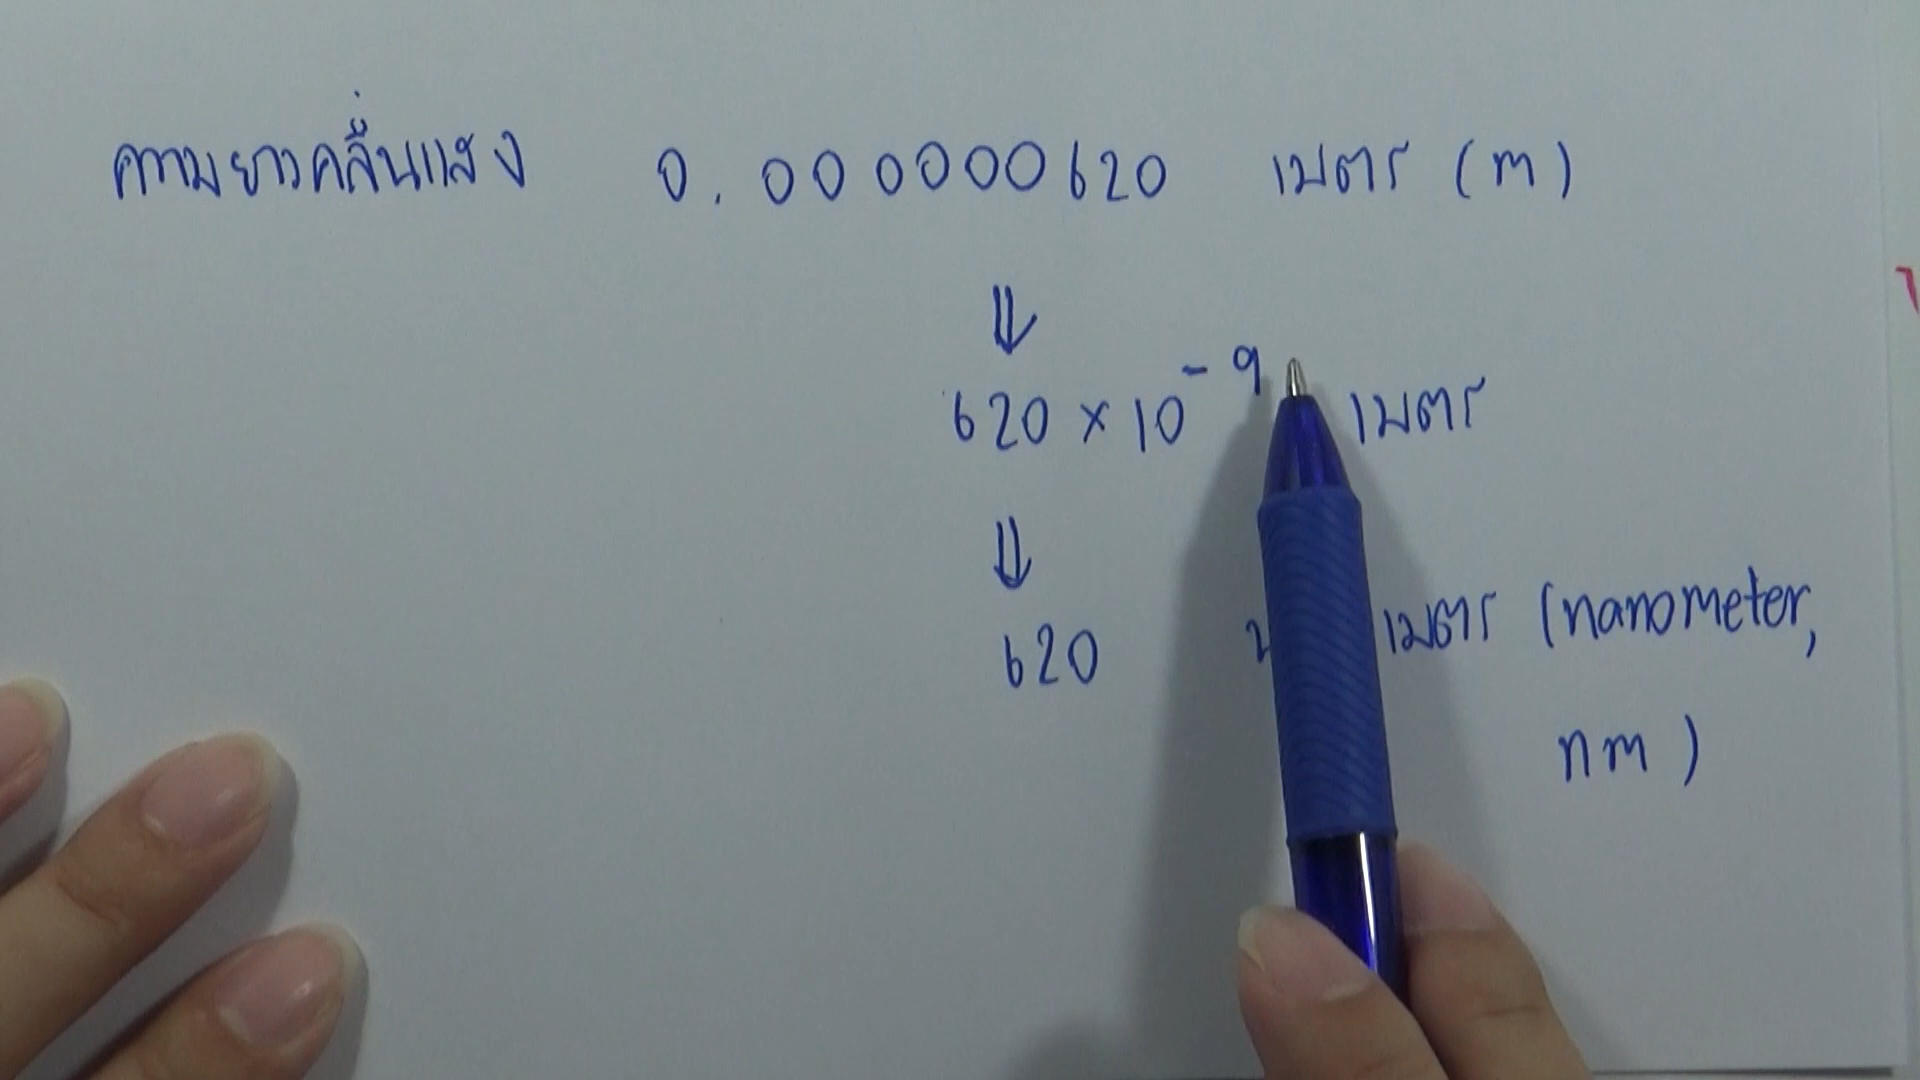 ความยาวคลื่นแสง 0.000000620 เมตร (m)
⇓
620 × 10⁻⁹ เมตร
⇓
620 เมตร (nanometer,
nm)